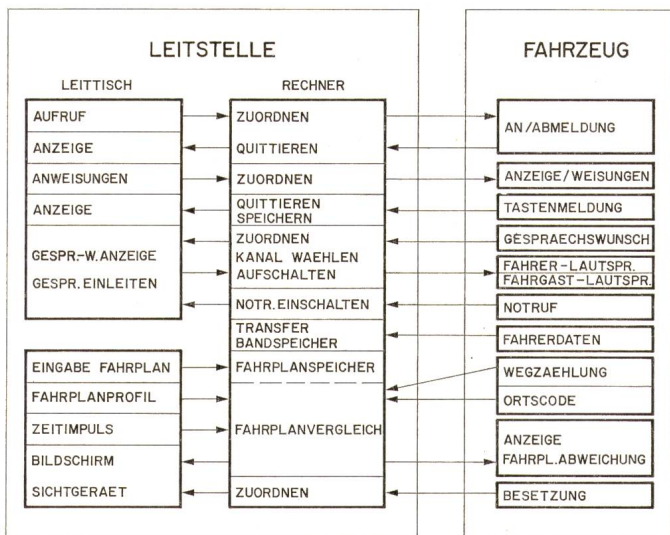 LEITSTELLE
LEITTISCH
RECHNER
AUFRUF
ANZEIGE
ANWEISUNGEN
ANZEIGE
GESPR.-W.ANZEIGE
GESPR.EINLEITEN
EINGABE FAHRPLAN
FAHRPLANPROFIL
ZEITIMPULS
BILDSCHIRM
SICHTGERAET
ZUORDNEN
QUITTIEREN
ZUORDNEN
QUITTIEREN
SPEICHERN
ZUORDNEN
KANAL WAEHLEN
AUFSCHALTEN
NOTR.EINSCHALTEN
TRANSFER
BANDSPEICHER
FAHRPLANSPEICHER
FAHRPLANVERGLEICH
ZUORDNEN
FAHRZEUG
AN/ABMELDUNG
ANZEIGE/WEISUNGEN
TASTENMELDUNG
GESPRAECHSWUNSCH
FAHRER-LAUTSPR.
FAHRGAST-LAUTSPR.
NOTRUF
FAHRERDATEN
WEGZAEHLUNG
ORTSCODE
ANZEIGE
FAHRPL.ABWEICHUNG
BESETZUNG